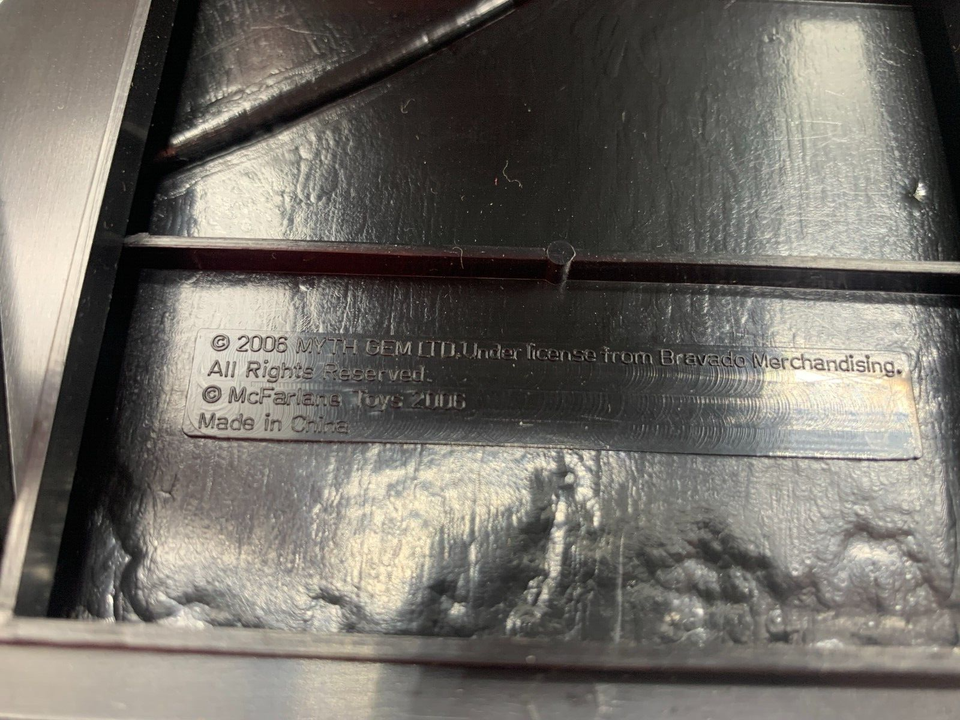 © 2006 MYTH GEM LTD.Under license from Bravado Merchandising.
All Rights Reserved.
© McFarlane Toys 2006
Made in China